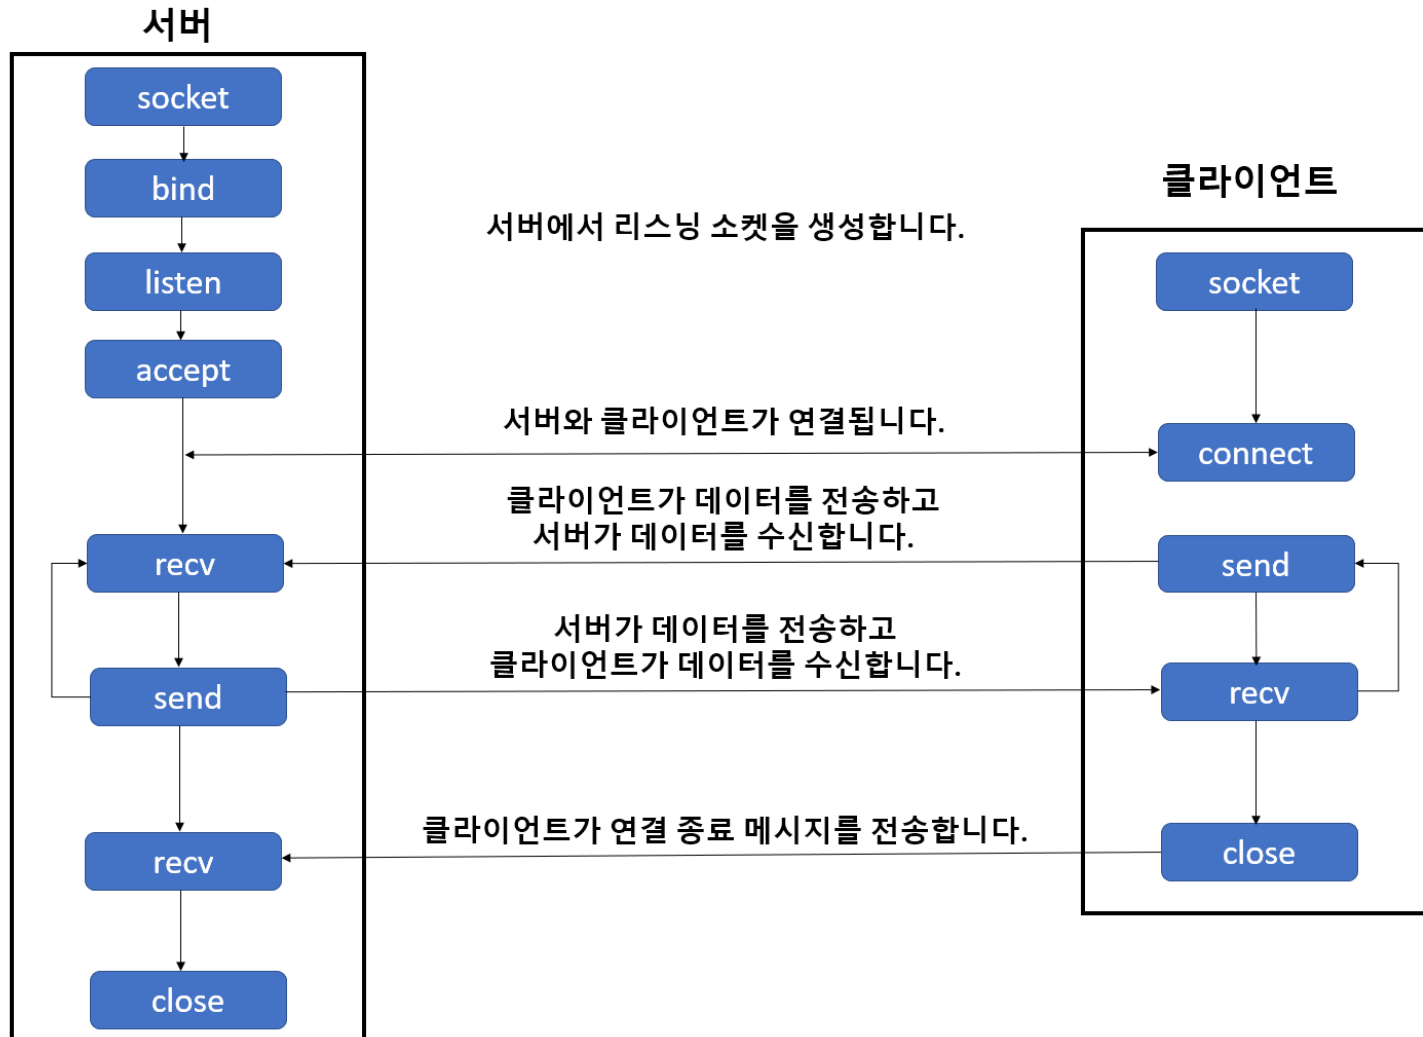 서버
socket
bind
listen
accept
recv
send
recv
close
서버에서 리스닝 소켓을 생성합니다.
서버와 클라이언트가 연결됩니다.
클라이언트가 데이터를 전송하고
서버가 데이터를 수신합니다.
서버가 데이터를 전송하고
클라이언트가 데이터를 수신합니다.
클라이언트가 연결 종료 메시지를 전송합니다.
클라이언트
socket
connect
send
recv
close